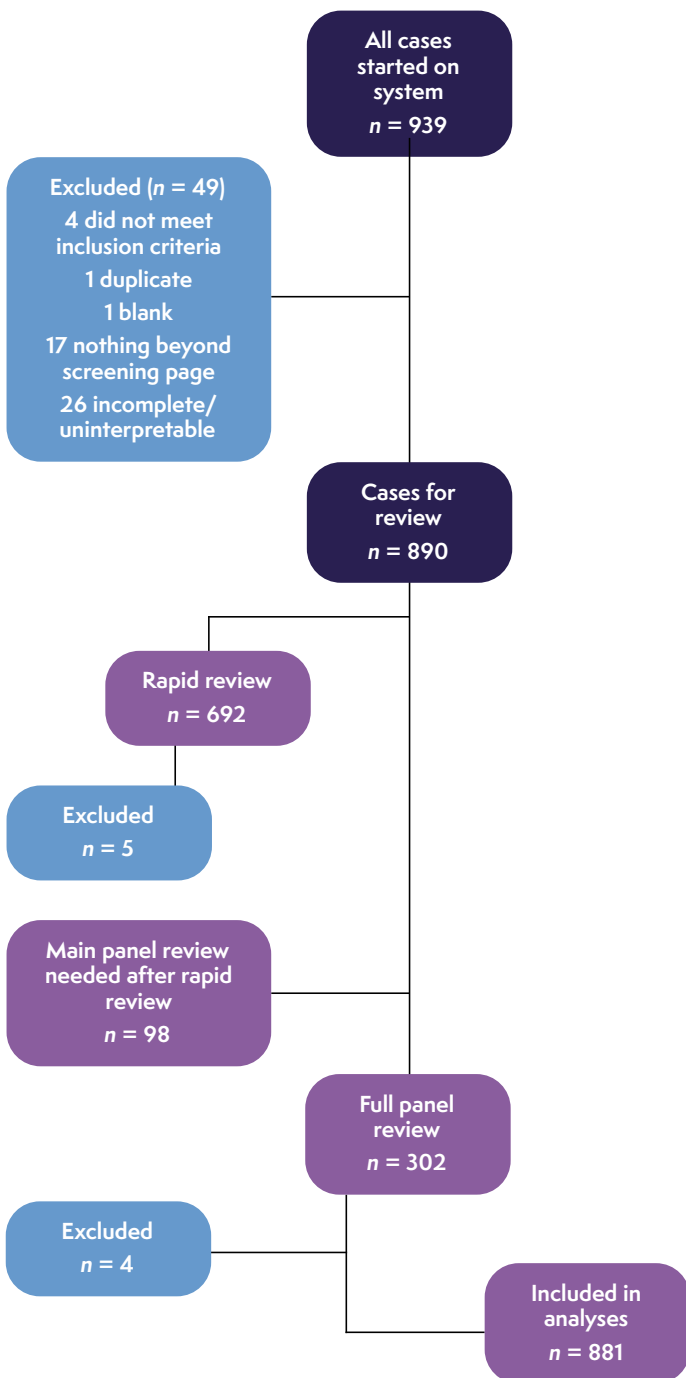 All cases
started on
system
n = 939
Excluded (n = 49)
4 did not meet
inclusion criteria
1 duplicate
1 blank
17 nothing beyond
screening page
26 incomplete/
uninterpretable
Cases for
review
n = 890
Rapid review
n = 692
Excluded
n = 5
Main panel review
needed after rapid
review
n = 98
Full panel
review
n = 302
Excluded
n = 4
Included in
analyses
n = 881